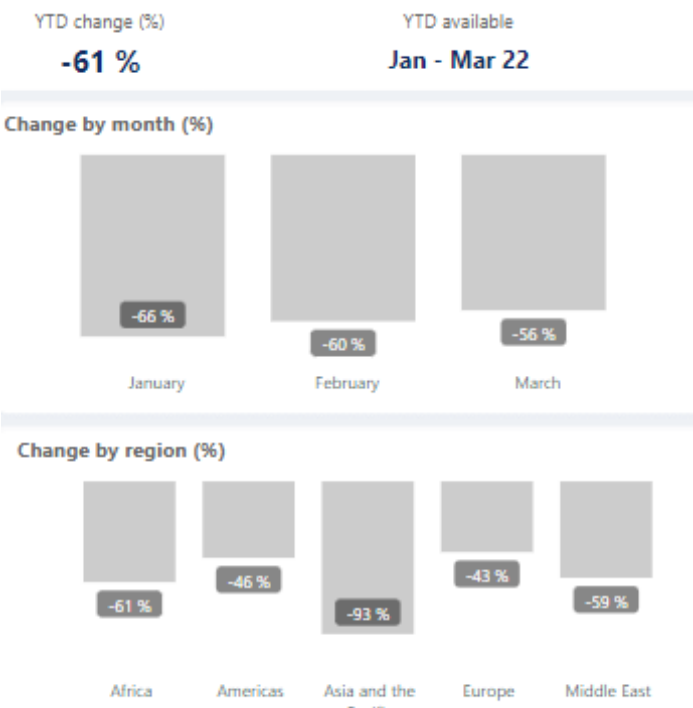 YTD change (%) YTD available
-61 % Jan - Mar 22
Change by month (%)
-66 % -60 % -56 %
January February March
Change by region (%)
-61 % -46 % -93 % -43 % -59 %
Africa Americas Asia and the Europe Middle East